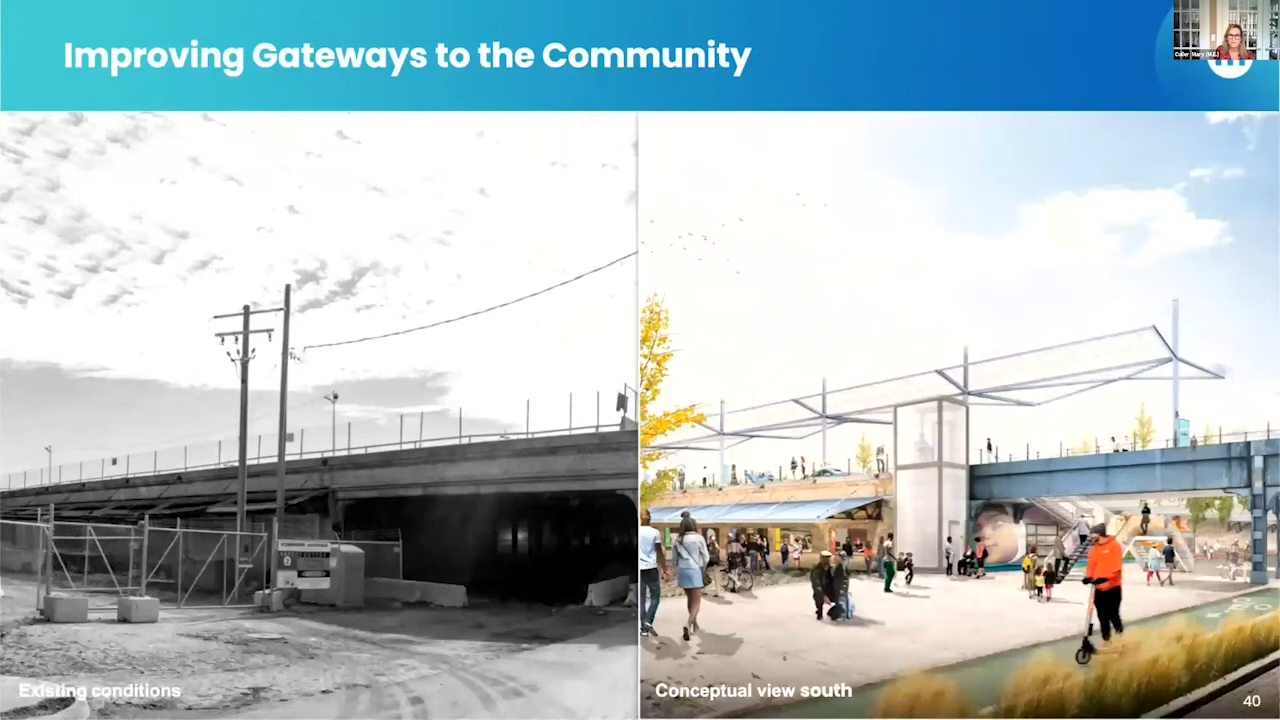 Improving Gateways to the Community
Existing conditions
Conceptual view south
40